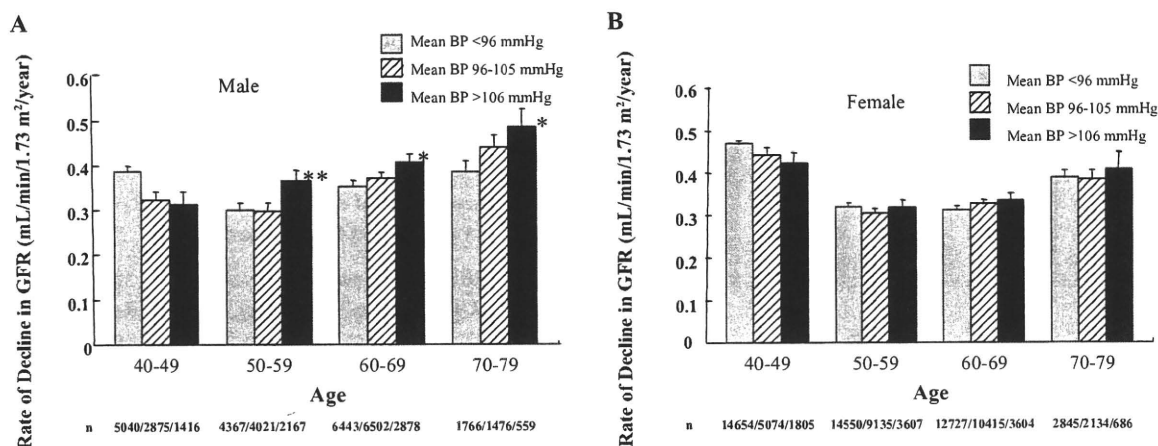 A
Mean BP <96 mmHg
Mean BP 96-105 mmHg
Mean BP >106 mmHg
Male
Rate of Decline in GFR (mL/min/1.73 m²/year)
0.6
0.5
0.4
0.3
0.2
0.1
0
**
*
*
40-49
50-59
60-69
70-79
Age
n
5040/2875/1416
4367/4021/2167
6443/6502/2878
1766/1476/559
B
Mean BP <96 mmHg
Mean BP 96-105 mmHg
Mean BP >106 mmHg
Female
Rate of Decline in GFR (mL/min/1.73 m²/year)
0.6
0.5
0.4
0.3
0.2
0.1
0
40-49
50-59
60-69
70-79
Age
n
14654/5074/1805
14550/9135/3607
12727/10415/3604
2845/2134/686